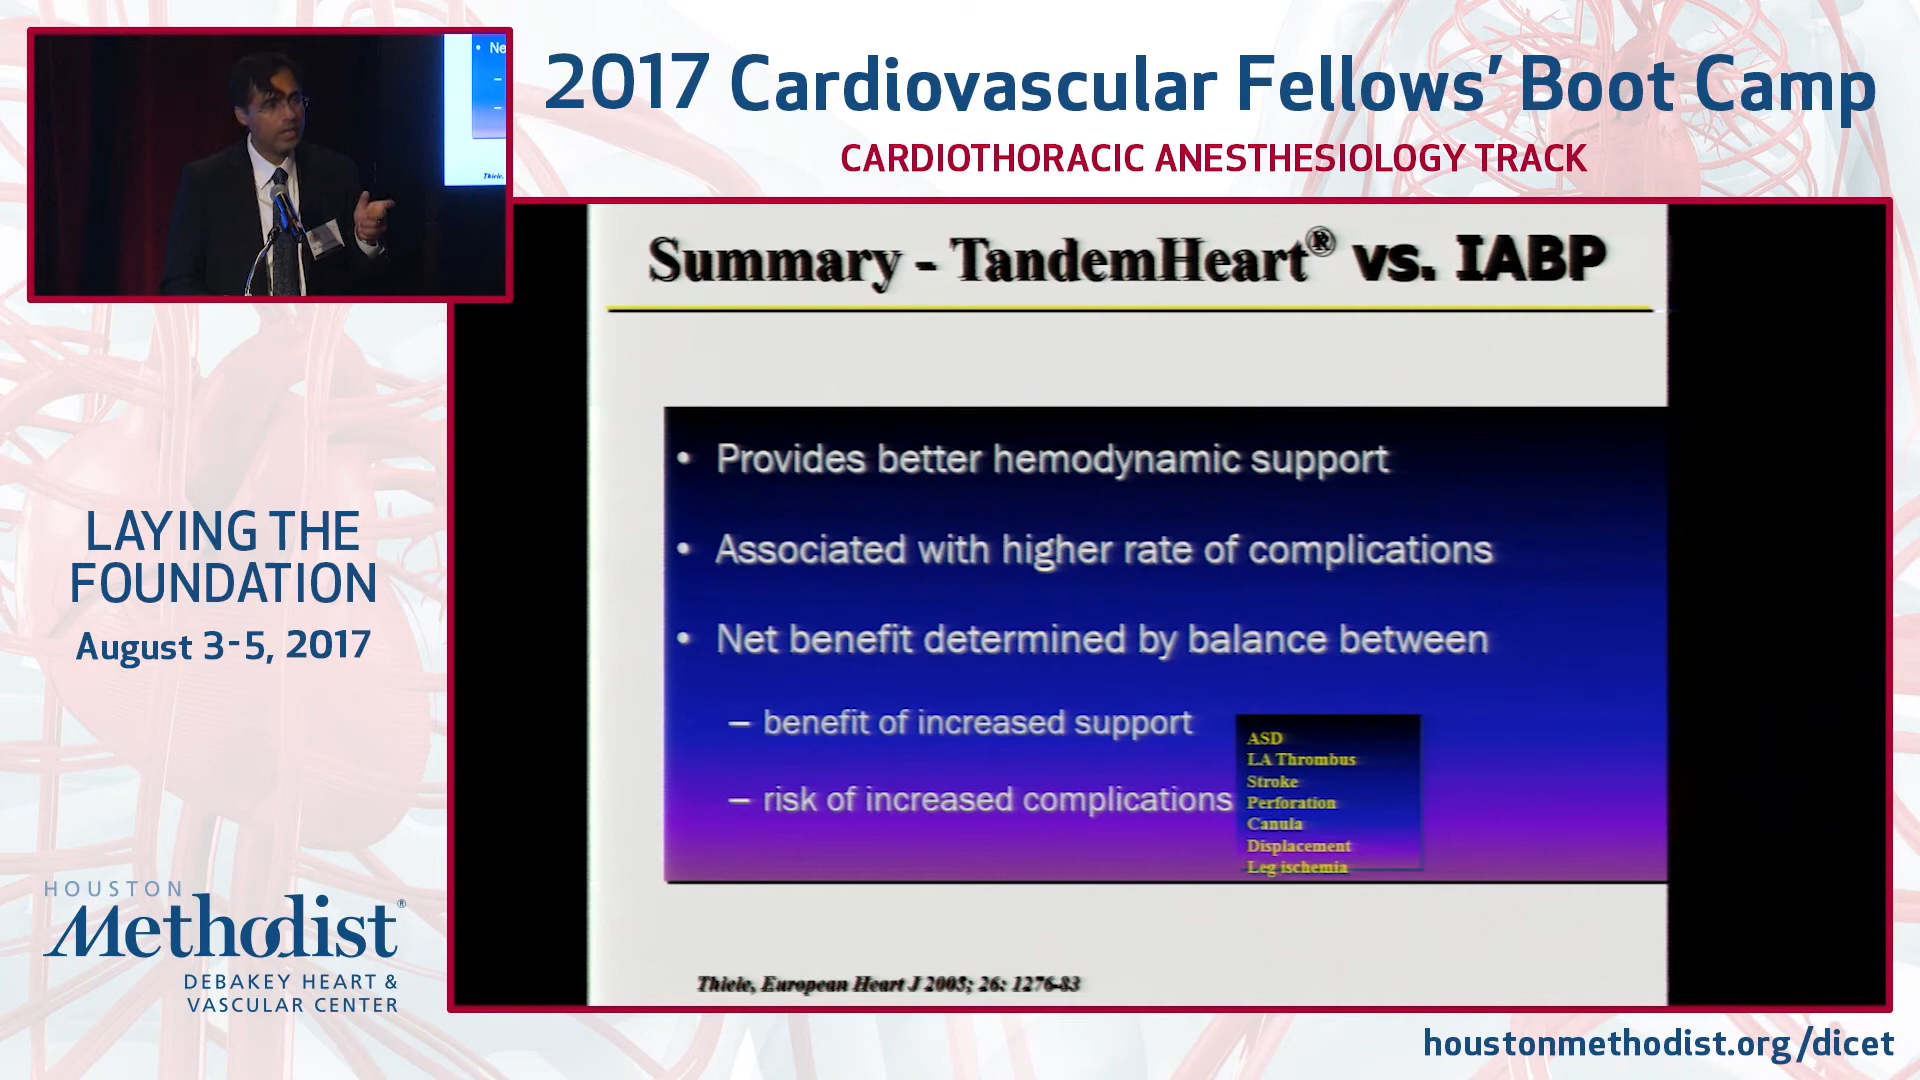 2017 Cardiovascular Fellows’ Boot Camp
CARDIOTHORACIC ANESTHESIOLOGY TRACK
• Ne
–
–
Thiele,
Summary - TandemHeart® vs. IABP
• Provides better hemodynamic support
• Associated with higher rate of complications
• Net benefit determined by balance between
– benefit of increased support
– risk of increased complications
ASD
LA Thrombus
Stroke
Perforation
Canula
Displacement
Leg ischemia
Thiele, European Heart J 2005; 26: 1276-83
LAYING THE
FOUNDATION
August 3-5, 2017
HOUSTON
Methodist®
DEBAKEY HEART &
VASCULAR CENTER
houstonmethodist.org/dicet